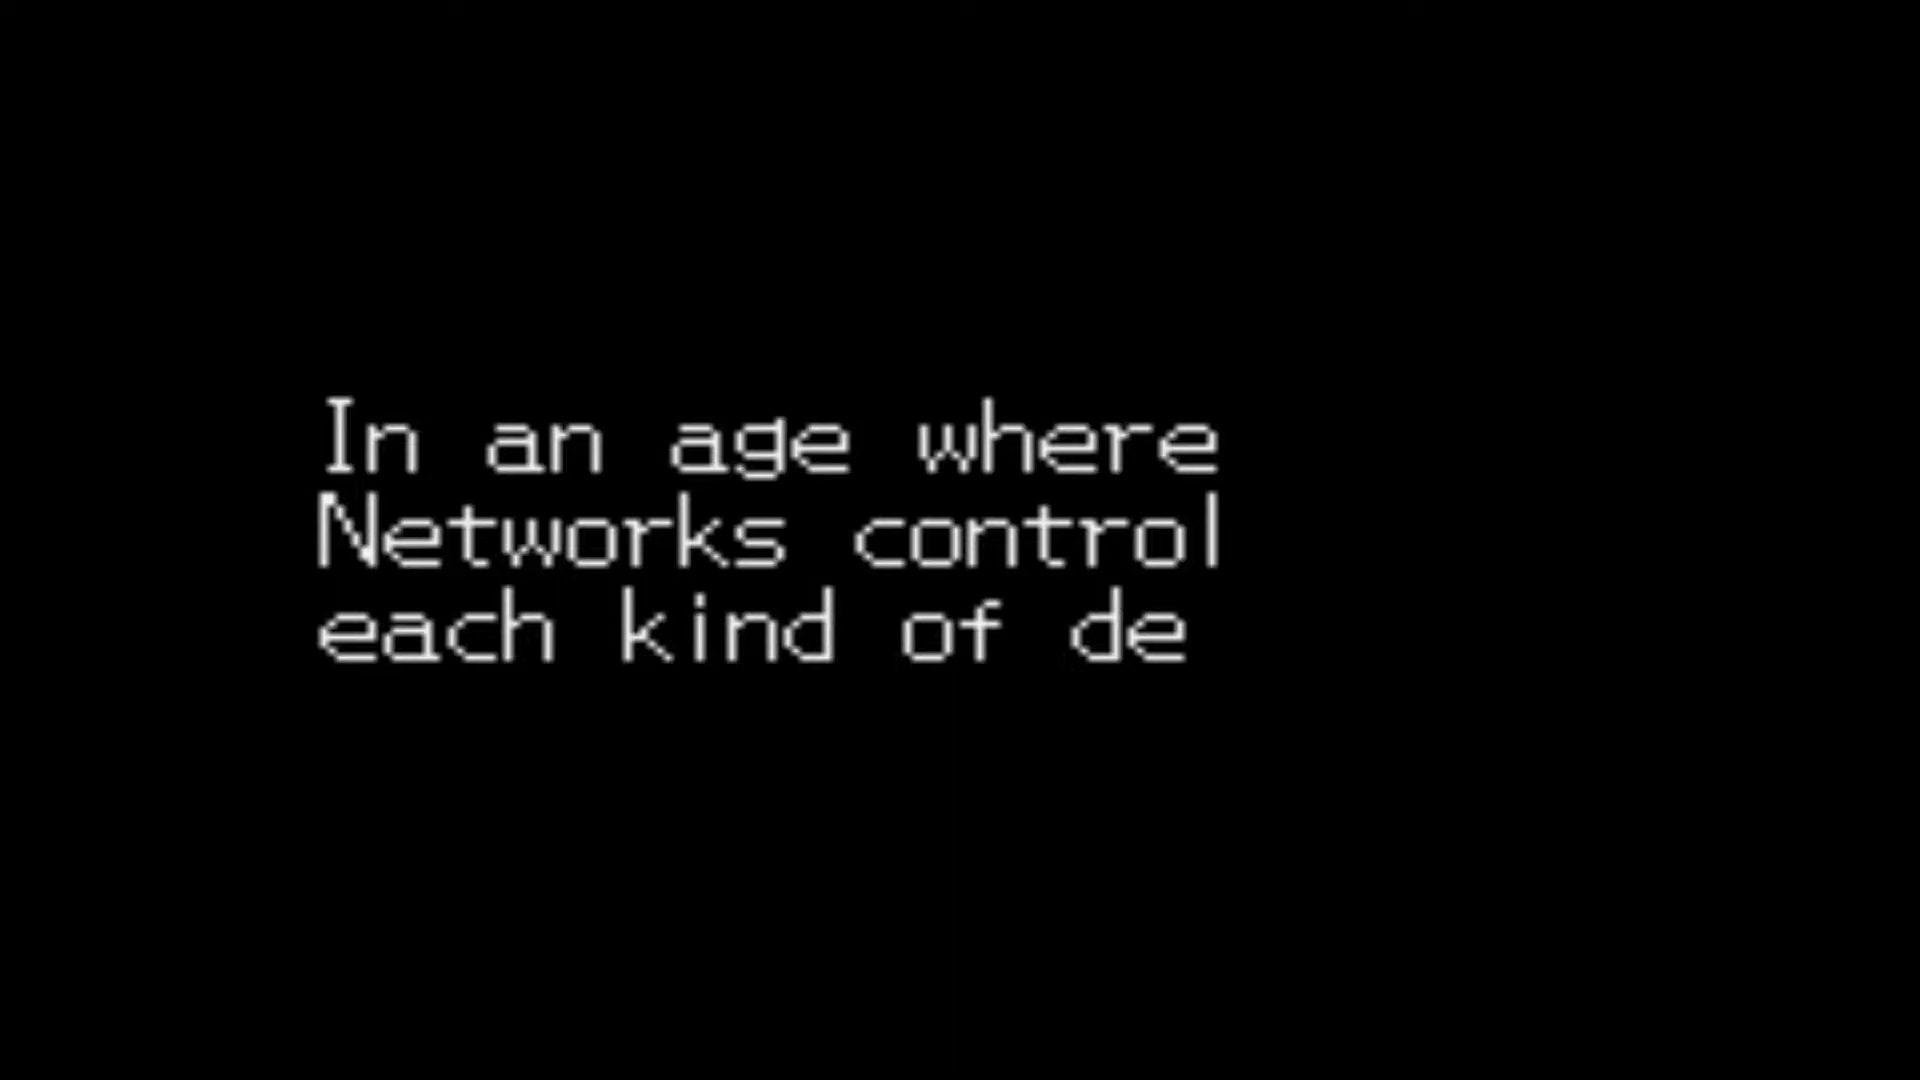 In an age where
Networks control
each kind of de